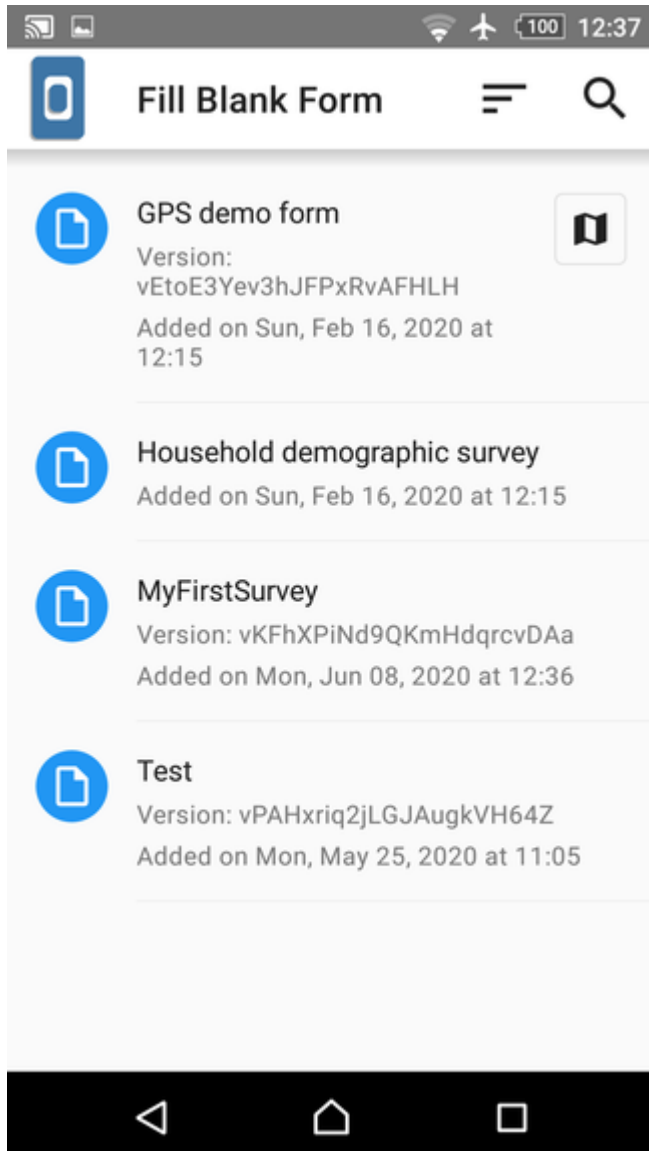 100 12:37
Fill Blank Form
GPS demo form
Version:
vEtoE3Yev3hJFPxRvAFHLH
Added on Sun, Feb 16, 2020 at
12:15
Household demographic survey
Added on Sun, Feb 16, 2020 at 12:15
MyFirstSurvey
Version: vKFhXPiNd9QKmHdqrcvDAa
Added on Mon, Jun 08, 2020 at 12:36
Test
Version: vPAHxriq2jLGJAugkVH64Z
Added on Mon, May 25, 2020 at 11:05